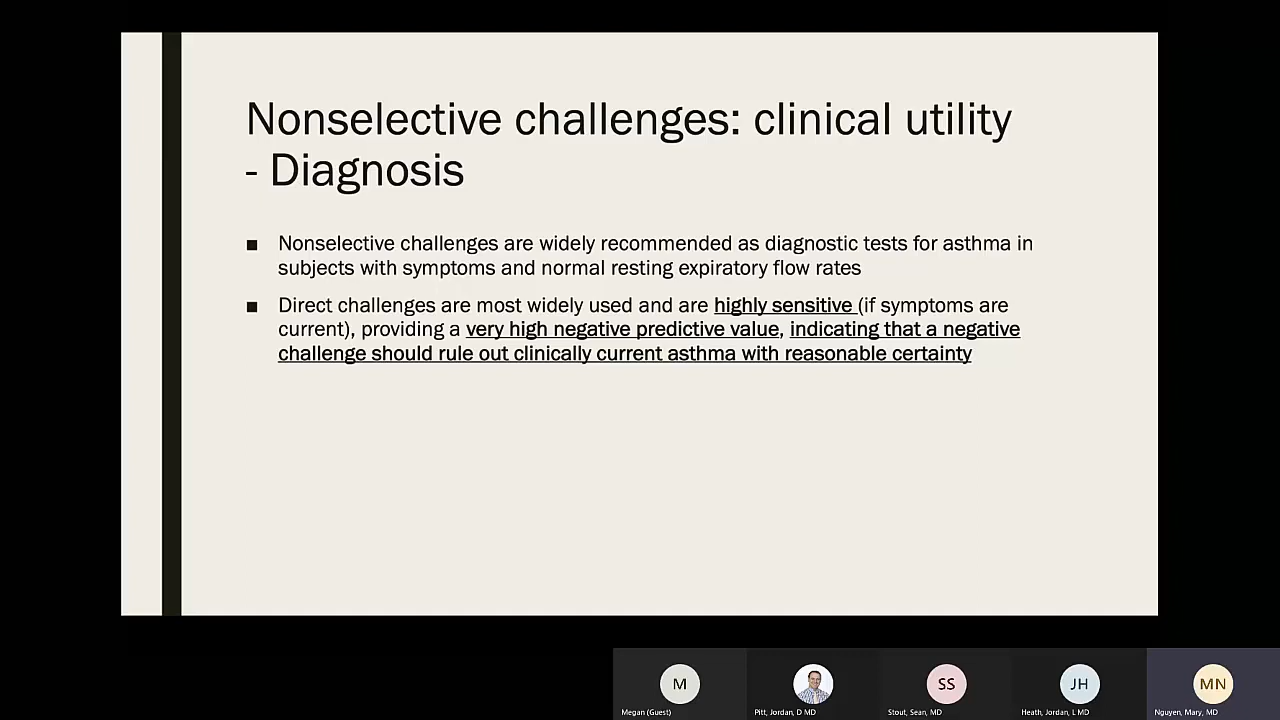 Nonselective challenges: clinical utility
- Diagnosis
■ Nonselective challenges are widely recommended as diagnostic tests for asthma in
subjects with symptoms and normal resting expiratory flow rates
■ Direct challenges are most widely used and are highly sensitive (if symptoms are
current), providing a very high negative predictive value, indicating that a negative
challenge should rule out clinically current asthma with reasonable certainty
M
SS
JH
MN
Megan (Guest)
Pitt, Jordan, D MD
Stout, Sean, MD
Heath, Jordan, L MD
Nguyen, Mary, MD